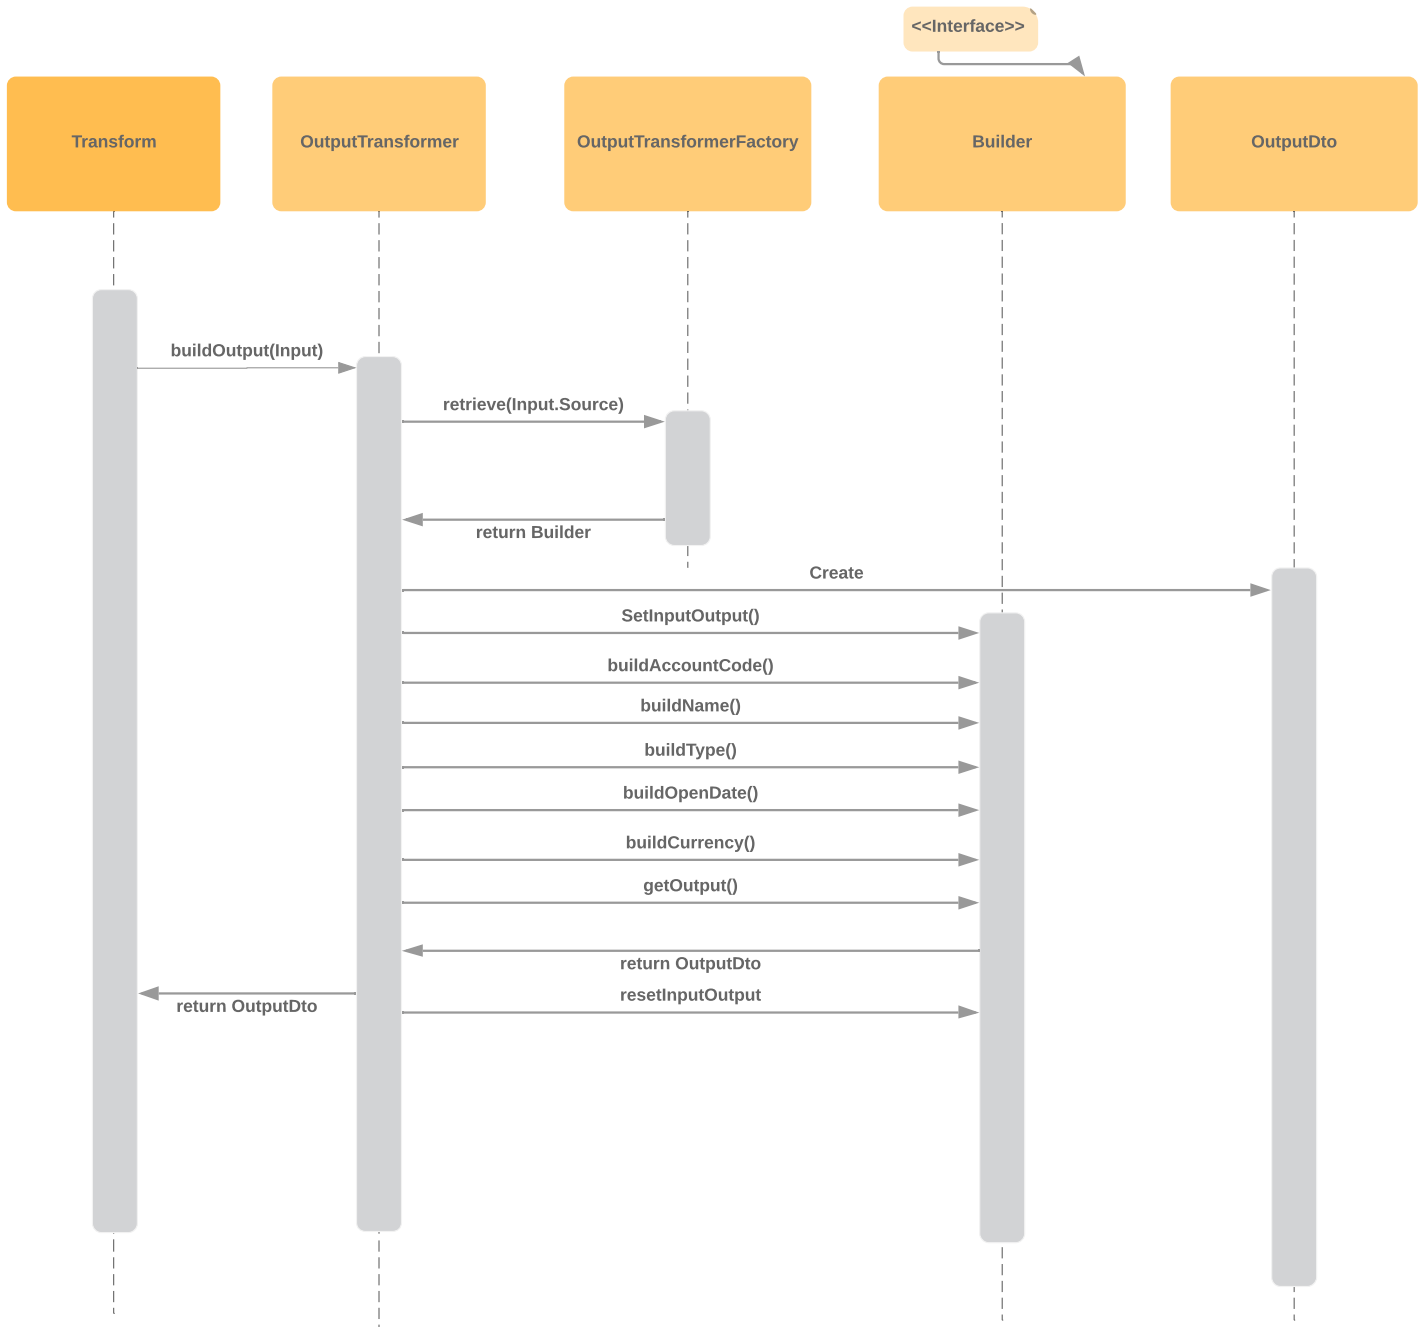 <<Interface>>
Transform
OutputTransformer
OutputTransformerFactory
Builder
OutputDto
buildOutput(Input)
retrieve(Input.Source)
return Builder
Create
SetInputOutput()
buildAccountCode()
buildName()
buildType()
buildOpenDate()
buildCurrency()
getOutput()
return OutputDto
resetInputOutput
return OutputDto